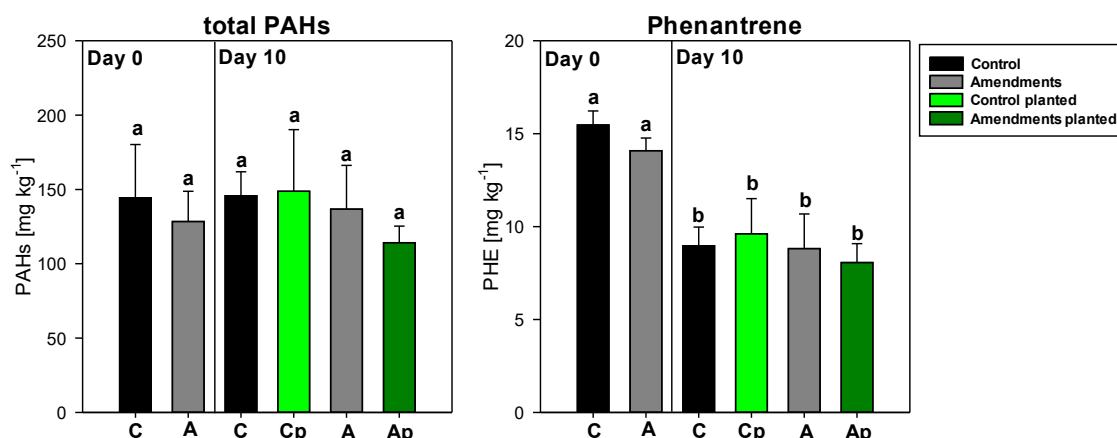 total PAHs
250
200
150
100
50
0
PAHs [mg kg⁻¹]
Day 0
Day 10
a
a
a
a
a
a
C A C Cp A Ap
Phenantrene
20
15
10
5
0
PHE [mg kg⁻¹]
Day 0
Day 10
a
a
b
b
b
b
C A C Cp A Ap
Control
Amendments
Control planted
Amendments planted